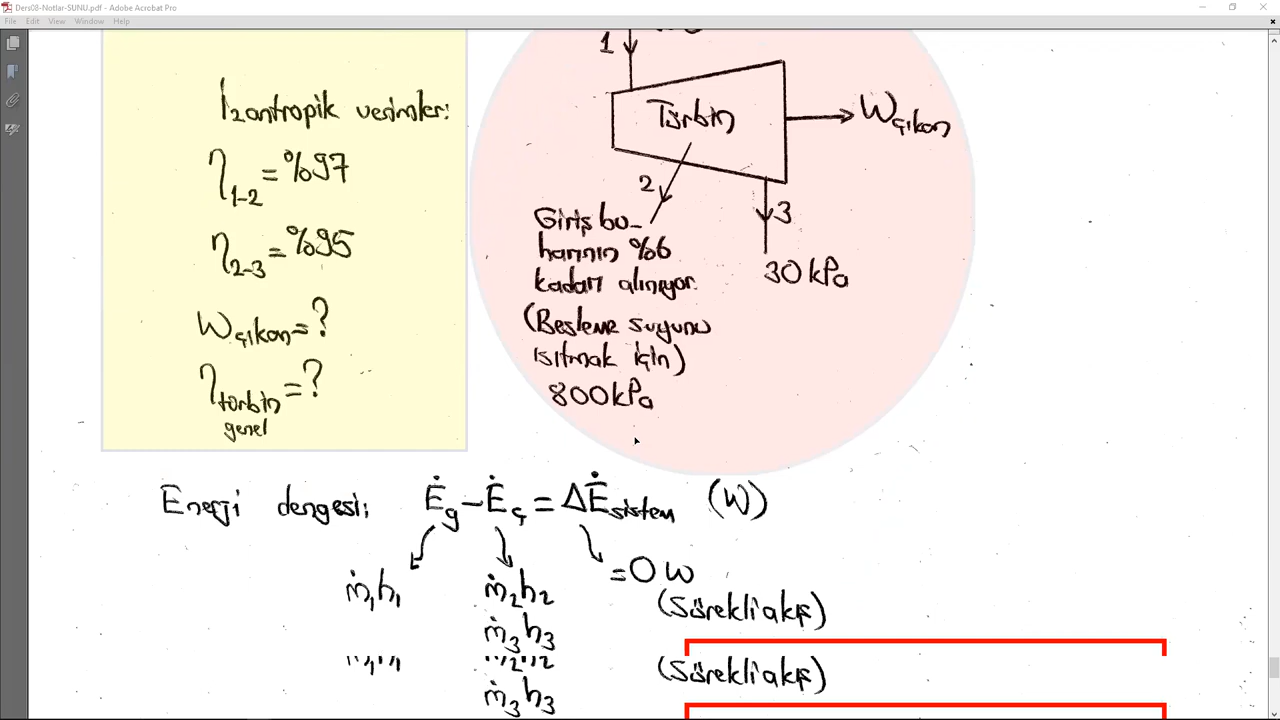 Ders08-Notlar-SUNU.pdf - Adobe Acrobat Pro
File Edit View Window Help
İzantropik verimler:
η1-2 = %97
η2-3 = %95
Wçıkan = ?
ηtürbin = ?
genel
1
Türbin
Wçıkan
2
3
Giriş bu-
harının %6
kadarı alınıyor.
(Besleme suyunu
ısıtmak için)
800 kPa
30 kPa
Enerji dengesi; Ėg - Ėç = ΔĖsistem (W)
ṁ1h1 ṁ2h2 = 0 W
ṁ3h3 (Sürekli akış)
ṁ3h3 (Sürekli akış)